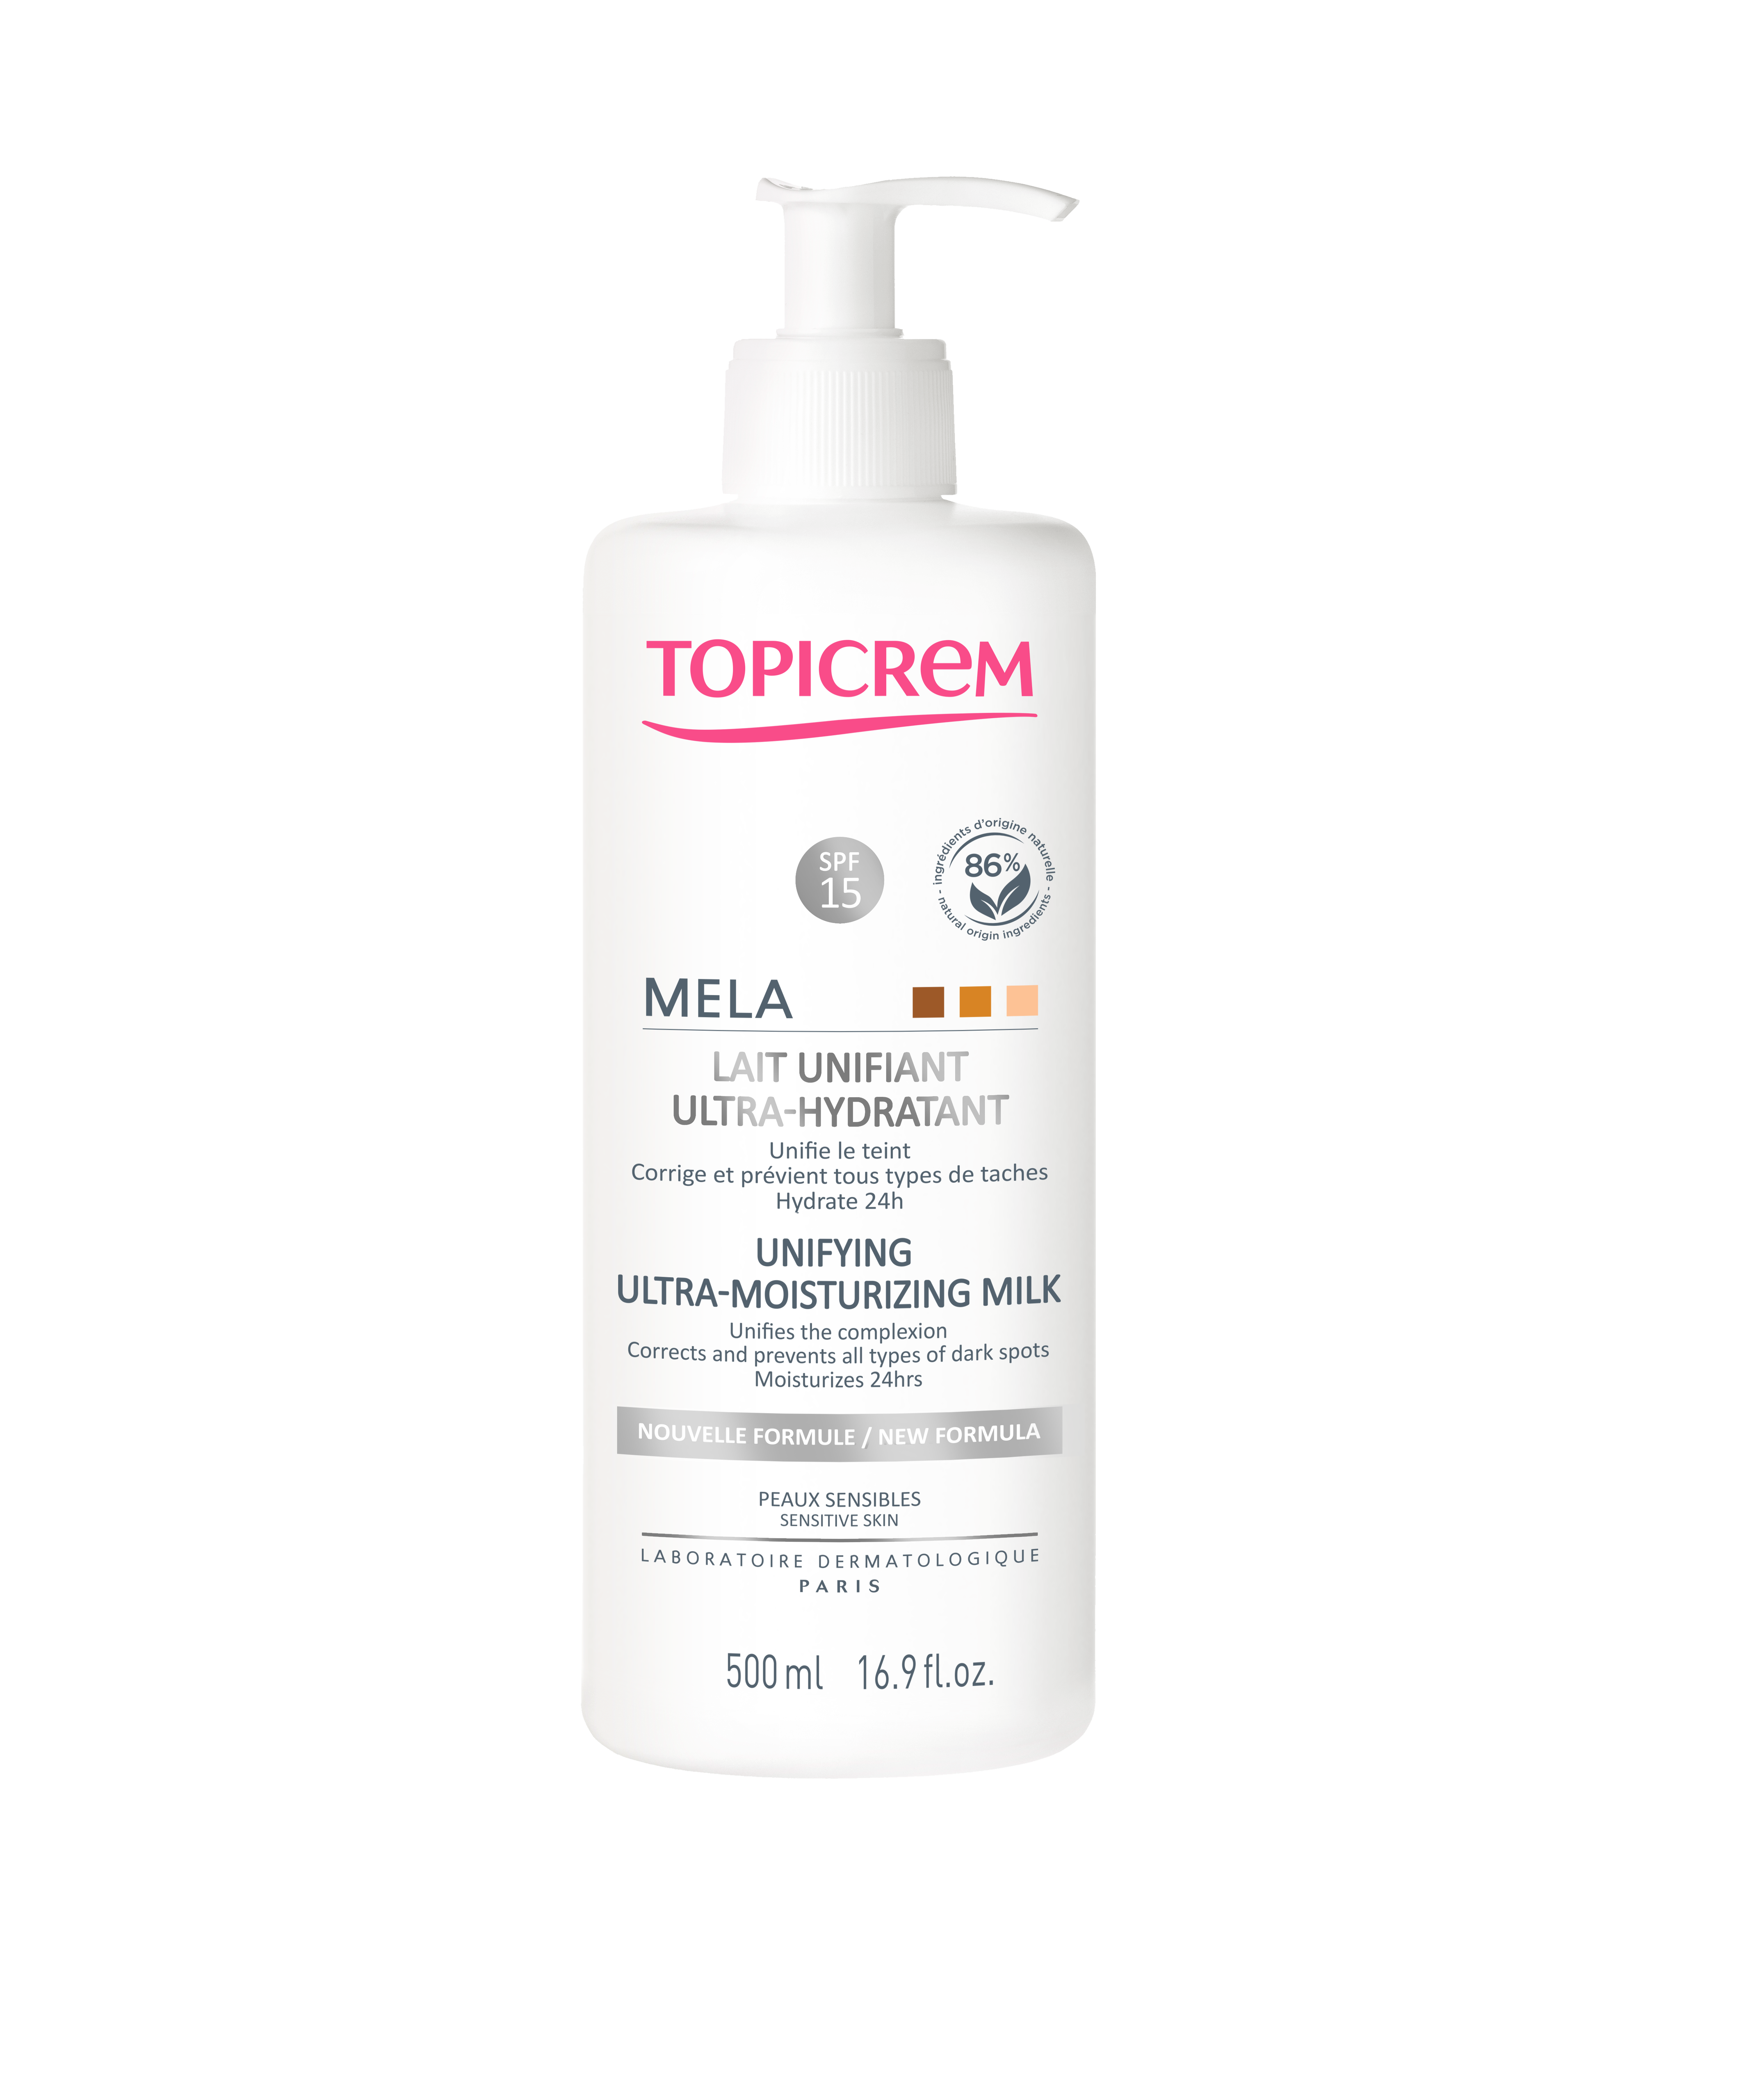 TOPICREM
SPF
15
- ingrédients d'origine naturelle -
86%
natural origin ingredients
MELA
LAIT UNIFIANT
ULTRA-HYDRATANT
Unifie le teint
Corrige et prévient tous types de taches
Hydrate 24h
UNIFYING
ULTRA-MOISTURIZING MILK
Unifies the complexion
Corrects and prevents all types of dark spots
Moisturizes 24hrs
NOUVELLE FORMULE / NEW FORMULA
PEAUX SENSIBLES
SENSITIVE SKIN
LABORATOIRE DERMATOLOGIQUE
PARIS
500 ml 16.9 fl.oz.